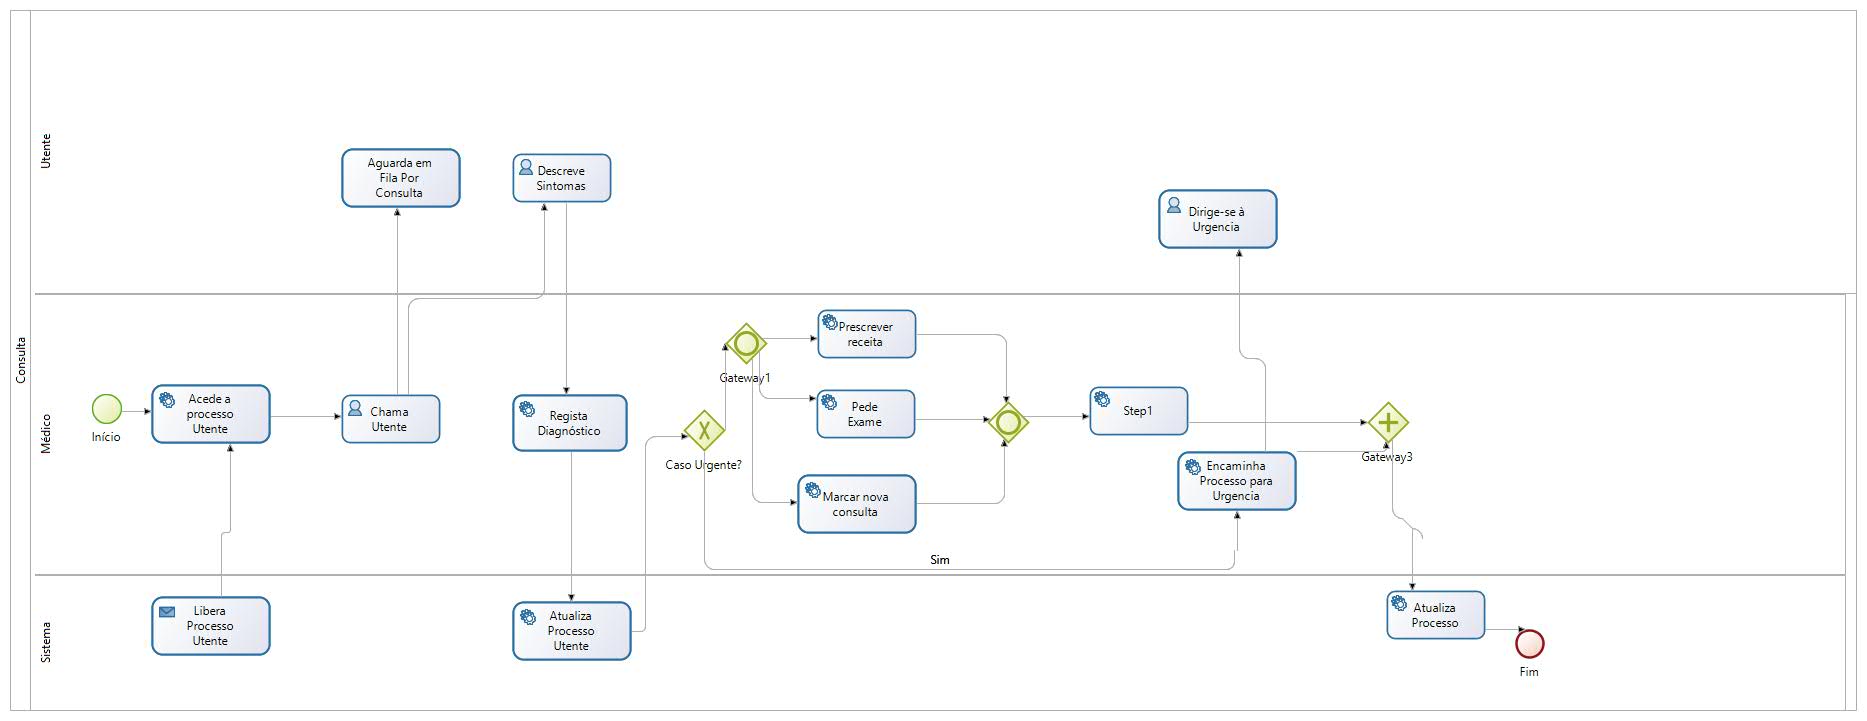 Consulta
Utente
Aguarda em
Fila Por
Consulta
Descreve
Sintomas
Dirige-se à
Urgencia
Médico
Início
Acede a
processo
Utente
Chama
Utente
Regista
Diagnóstico
Caso Urgente?
Gateway1
Prescrever
receita
Pede
Exame
Marcar nova
consulta
Sim
Step1
Encaminha
Processo para
Urgencia
Gateway3
Sistema
Libera
Processo
Utente
Atualiza
Processo
Utente
Atualiza
Processo
Fim